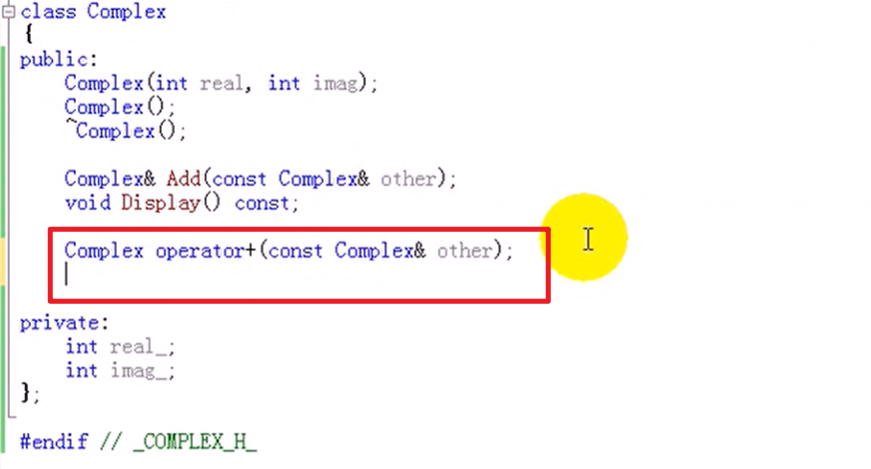 class Complex
{
public:
    Complex(int real, int imag);
    Complex();
    ~Complex();
    Complex& Add(const Complex& other);
    void Display() const;
    Complex operator+(const Complex& other);
private:
    int real_;
    int imag_;
};
#endif // _COMPLEX_H_